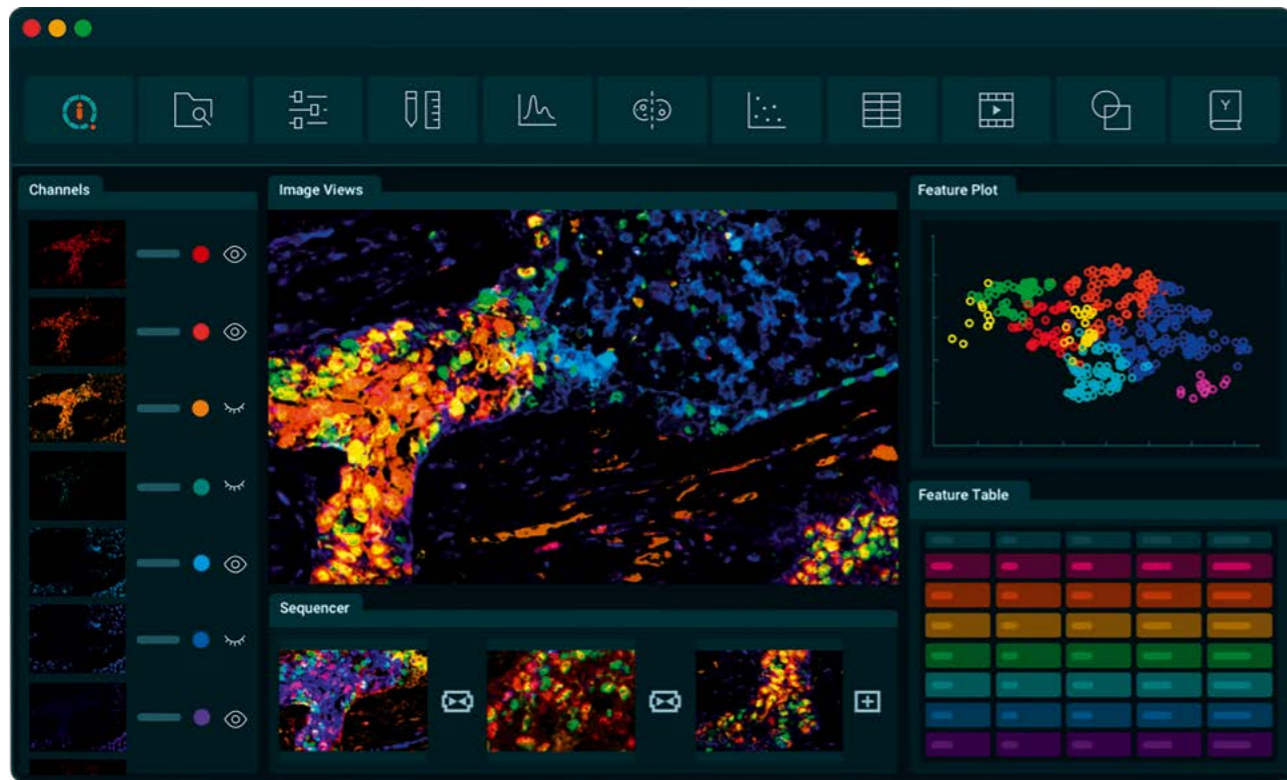 i
Y
Channels
Image Views
Feature Plot
Feature Table
Sequencer